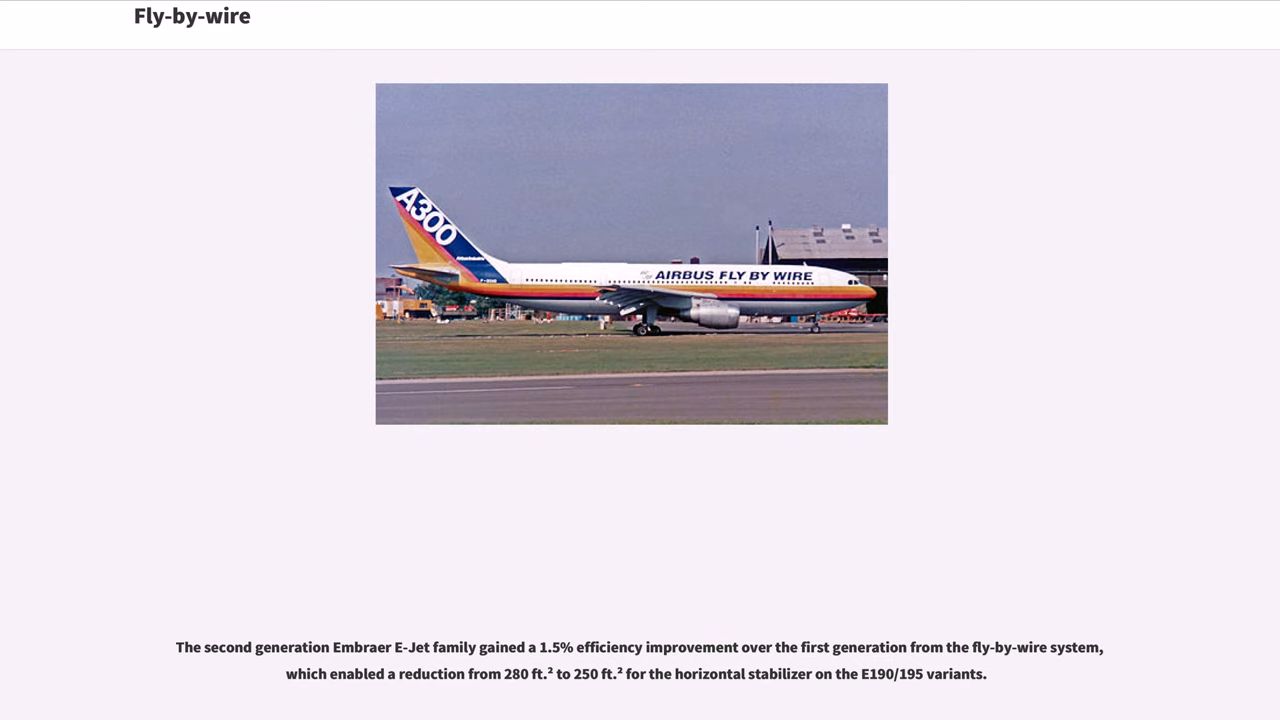 Fly-by-wire
A300
AIRBUS FLY BY WIRE
The second generation Embraer E-Jet family gained a 1.5% efficiency improvement over the first generation from the fly-by-wire system,
which enabled a reduction from 280 ft.² to 250 ft.² for the horizontal stabilizer on the E190/195 variants.